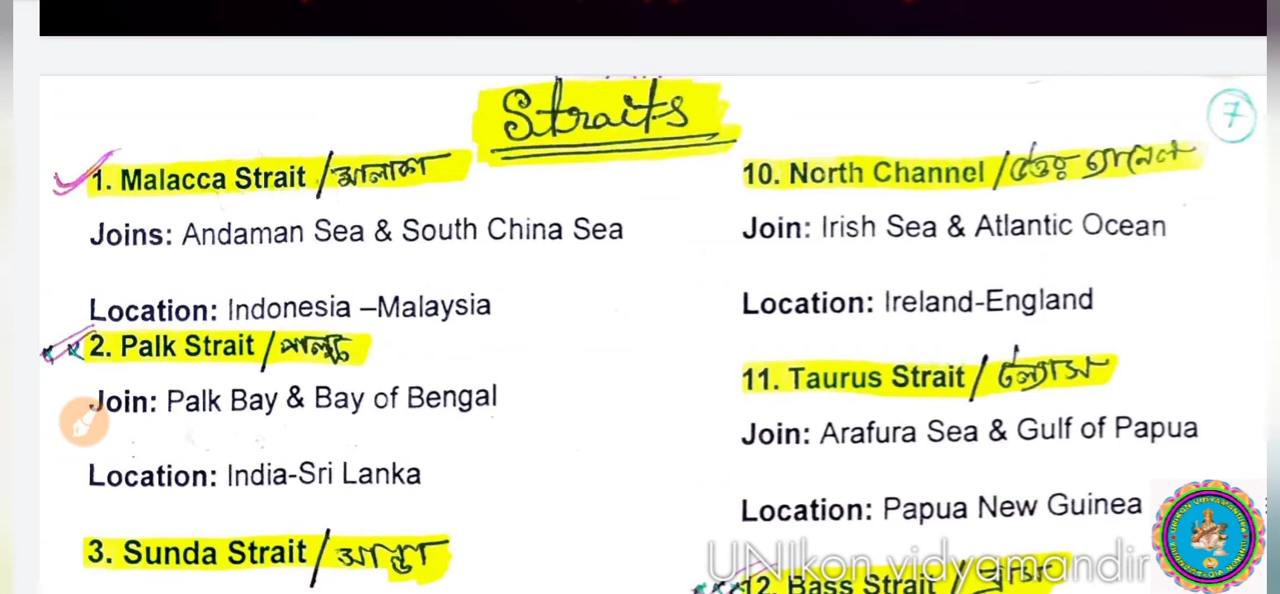 Straits
7
1. Malacca Strait / মালাক্কা
Joins: Andaman Sea & South China Sea
Location: Indonesia –Malaysia
2. Palk Strait /
Join: Palk Bay & Bay of Bengal
Location: India-Sri Lanka
3. Sunda Strait /
10. North Channel /
Join: Irish Sea & Atlantic Ocean
Location: Ireland-England
11. Taurus Strait /
Join: Arafura Sea & Gulf of Papua
Location: Papua New Guinea
12. Bass Strait /
UNIkon vidyamandir